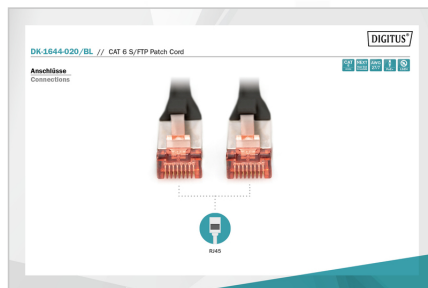 DIGITUS®
DK-1644-020/BL // CAT 6 S/FTP Patch Cord
Anschlüsse
Connections
RJ45